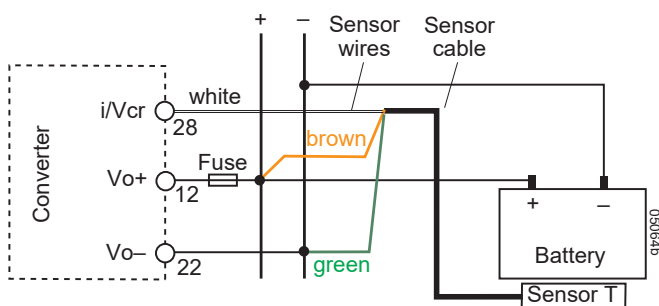 + –
Sensor
wires
Sensor
cable
i/Vcr
white
28
brown
Converter
Vo+
Fuse
12
+ –
Battery
05064b
Vo–
22
green
Sensor T